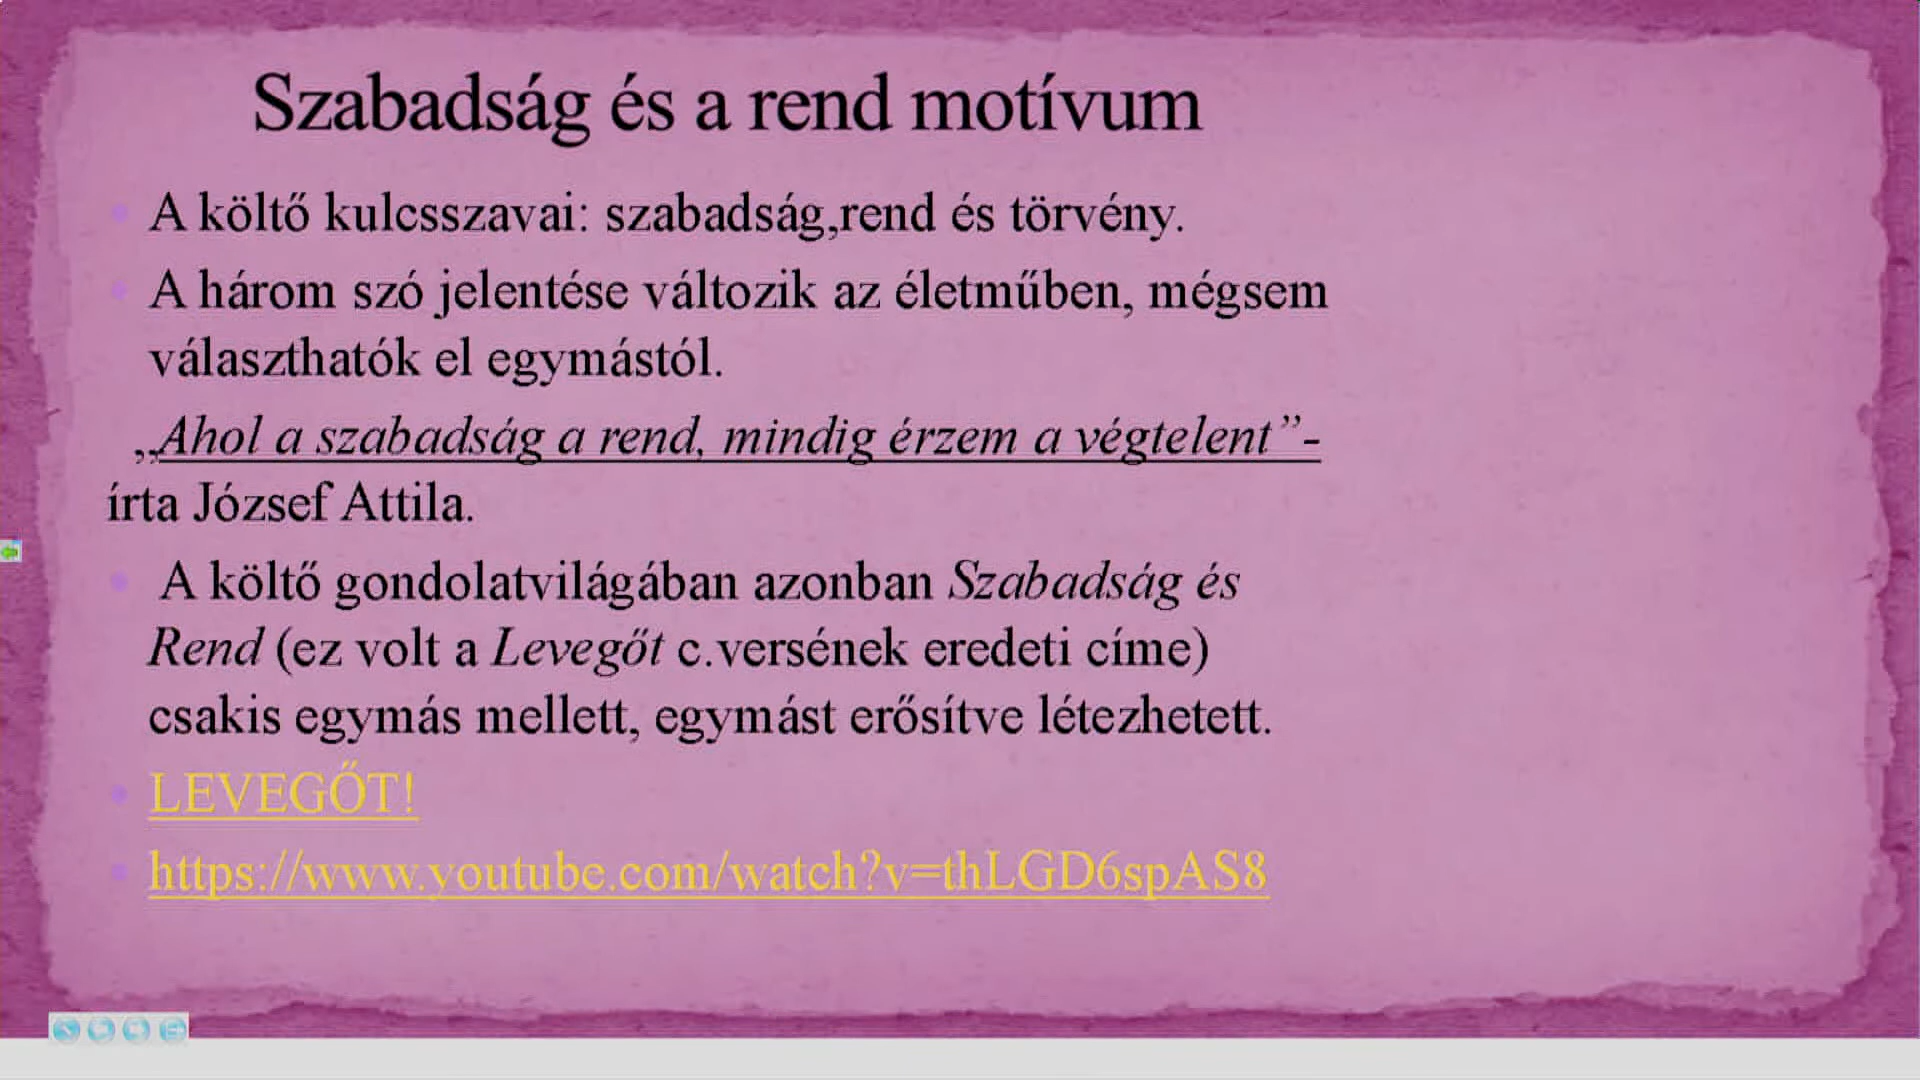 Szabadság és a rend motívum
A költő kulcsszavai: szabadság,rend és törvény.
A három szó jelentése változik az életműben, mégsem
választhatók el egymástól.
„Ahol a szabadság a rend, mindig érzem a végtelent”-
írta József Attila.
A költő gondolatvilágában azonban Szabadság és
Rend (ez volt a Levegőt c.versének eredeti címe)
csakis egymás mellett, egymást erősítve létezhetett.
LEVEGŐT!
https://www.youtube.com/watch?v=thLGD6spAS8